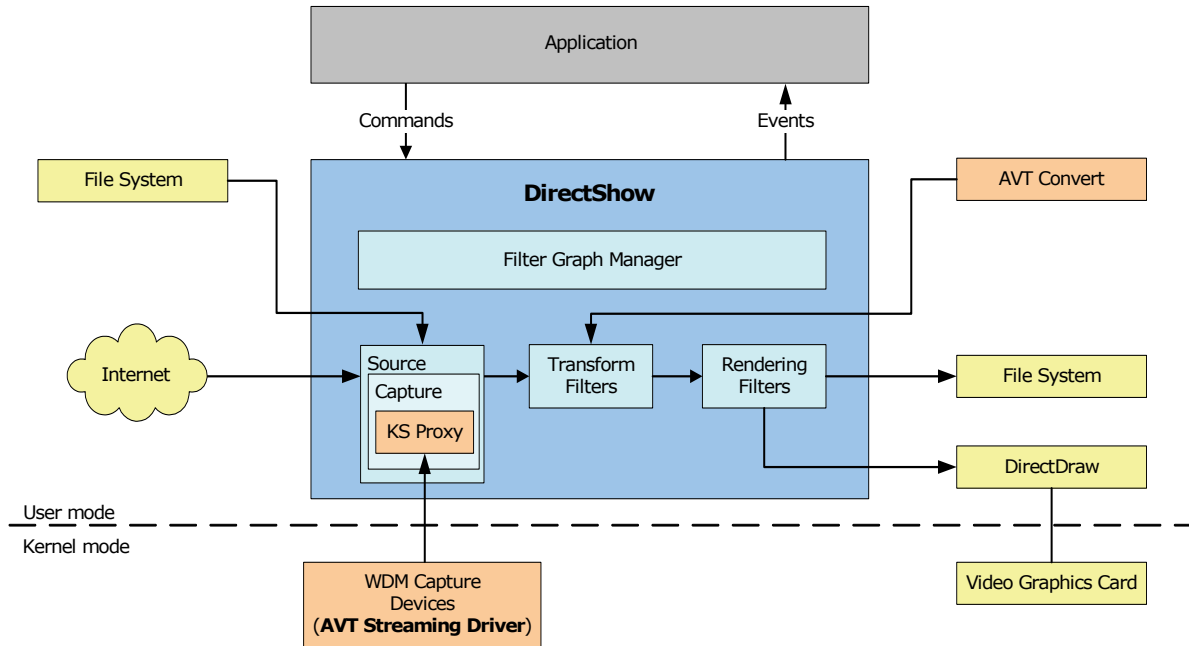 Application
Commands
Events
File System
DirectShow
AVT Convert
Filter Graph Manager
Internet
Source
Capture
KS Proxy
Transform
Filters
Rendering
Filters
File System
DirectDraw
User mode
Kernel mode
WDM Capture
Devices
(AVT Streaming Driver)
Video Graphics Card